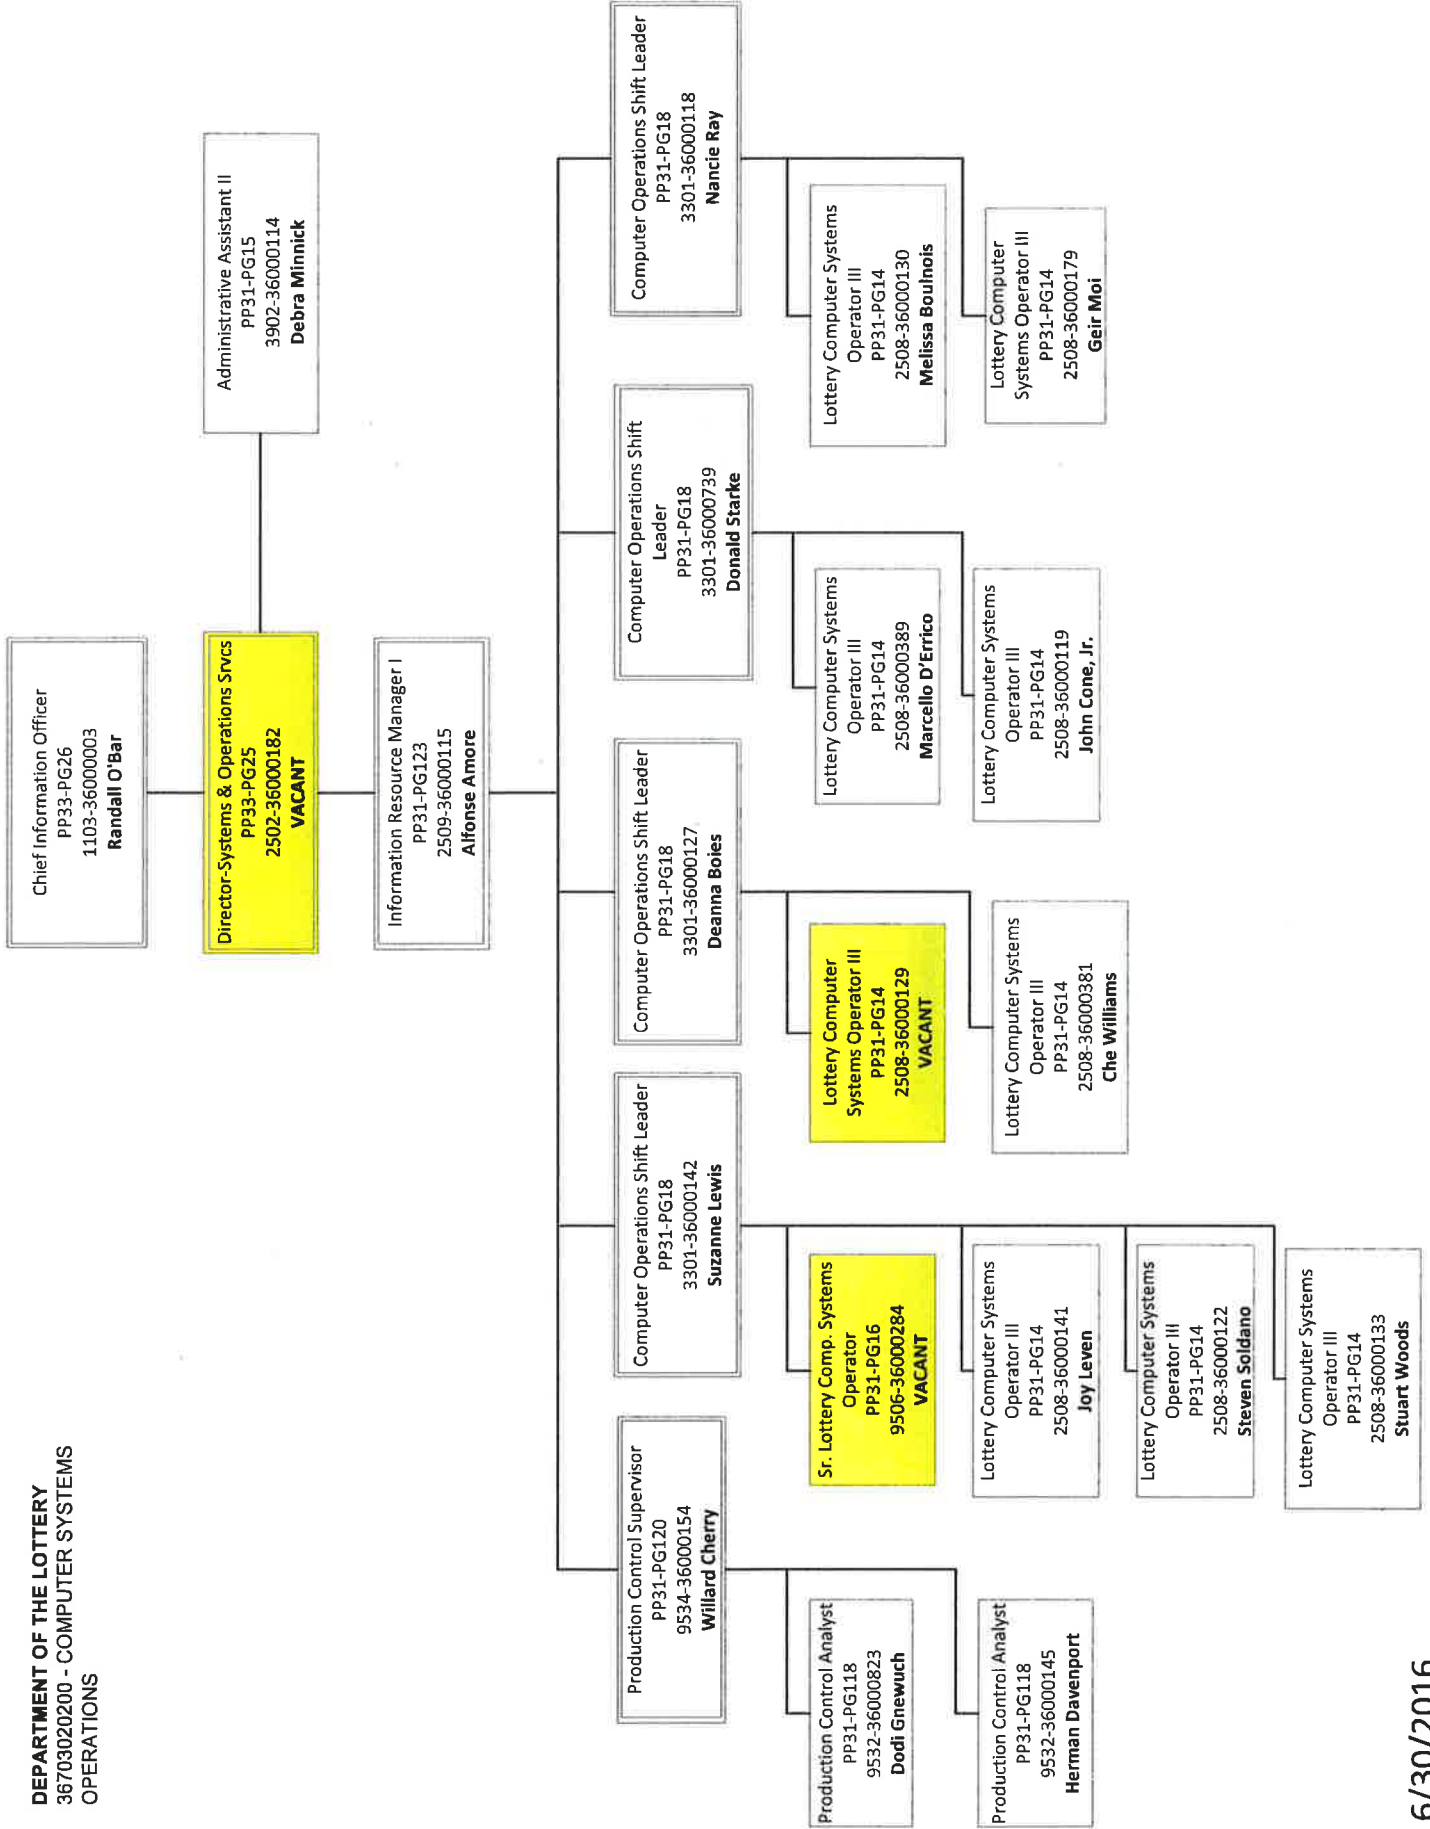 DEPARTMENT OF THE LOTTERY
3670302020 - COMPUTER SYSTEMS
OPERATIONS
Chief Information Officer
PP33-PG26
1103-36000003
Randall O'Bar
Director-Systems & Operations Srvcs
PP33-PG25
2502-36000182
VACANT
Administrative Assistant II
PP31-PG15
3902-36000114
Debra Minnick
Information Resource Manager I
PP31-PG123
2509-36000115
Alfonse Amore
Production Control Supervisor
PP31-PG120
9534-36000154
Willard Cherry
Computer Operations Shift Leader
PP31-PG18
3301-36000142
Suzanne Lewis
Computer Operations Shift Leader
PP31-PG18
3301-36000127
Deanna Boies
Computer Operations Shift
Leader
PP31-PG18
3301-36000739
Donald Starke
Computer Operations Shift Leader
PP31-PG18
3301-36000118
Nancie Ray
Production Control Analyst
PP31-PG118
9532-36000823
Dodi Gnewuch
Sr. Lottery Comp. Systems
Operator
PP31-PG16
9506-36000284
VACANT
Lottery Computer
Systems Operator III
PP31-PG14
2508-36000129
VACANT
Lottery Computer Systems
Operator III
PP31-PG14
2508-36000389
Marcello D'Errico
Lottery Computer Systems
Operator III
PP31-PG14
2508-36000130
Melissa Boulnois
Production Control Analyst
PP31-PG118
9532-36000145
Herman Davenport
Lottery Computer Systems
Operator III
PP31-PG14
2508-36000141
Joy Leven
Lottery Computer Systems
Operator III
PP31-PG14
2508-36000381
Che Williams
Lottery Computer Systems
Operator III
PP31-PG14
2508-36000119
John Cone, Jr.
Lottery Computer
Systems Operator III
PP31-PG14
2508-36000179
Geir Moi
Lottery Computer Systems
Operator III
PP31-PG14
2508-36000122
Steven Soldano
Lottery Computer Systems
Operator III
PP31-PG14
2508-36000133
Stuart Woods
6/30/2016